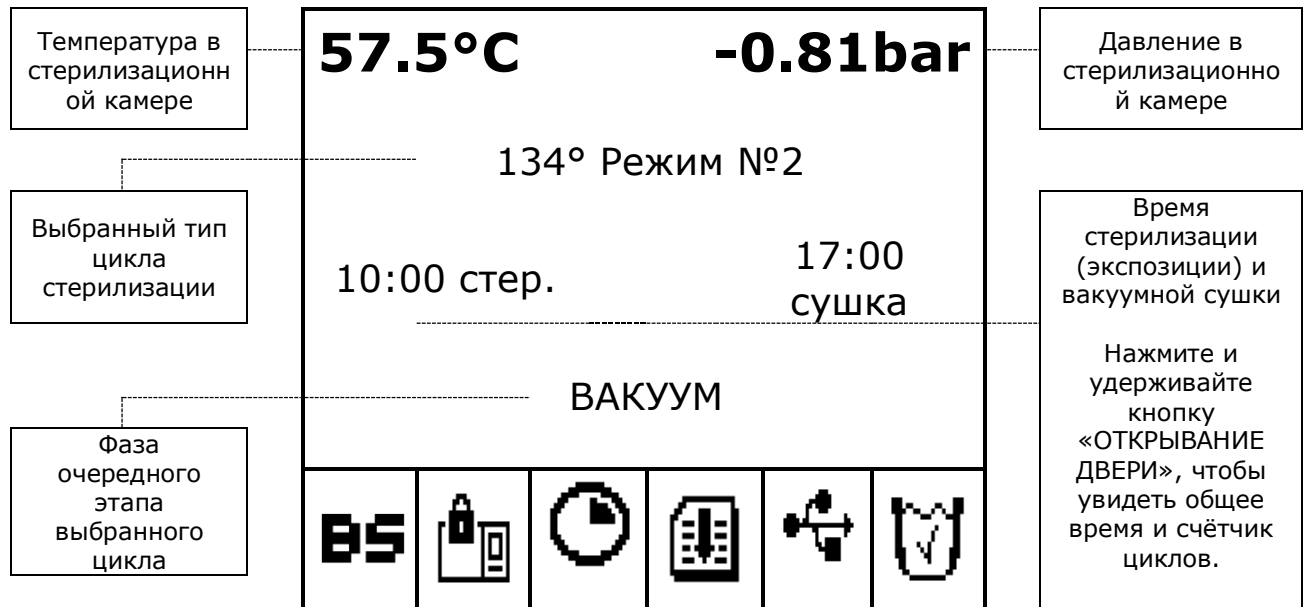 Температура в
стерилизационн
ой камере
57.5°C
-0.81bar
Давление в
стерилизационно
й камере
134° Режим №2
Выбранный тип
цикла
стерилизации
10:00 стер.
17:00
сушка
Время
стерилизации
(экспозиции) и
вакуумной сушки
Нажмите и
удерживайте
кнопку
«ОТКРЫВАНИЕ
ДВЕРИ», чтобы
увидеть общее
время и счётчик
циклов.
ВАКУУМ
Фаза
очередного
этапа
выбранного
цикла
BS